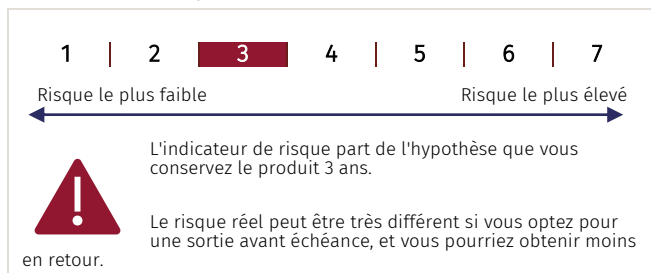 1 2 3 4 5 6 7
Risque le plus faible Risque le plus élevé
L'indicateur de risque part de l'hypothèse que vous
conservez le produit 3 ans.
Le risque réel peut être très différent si vous optez pour
une sortie avant échéance, et vous pourriez obtenir moins
en retour.